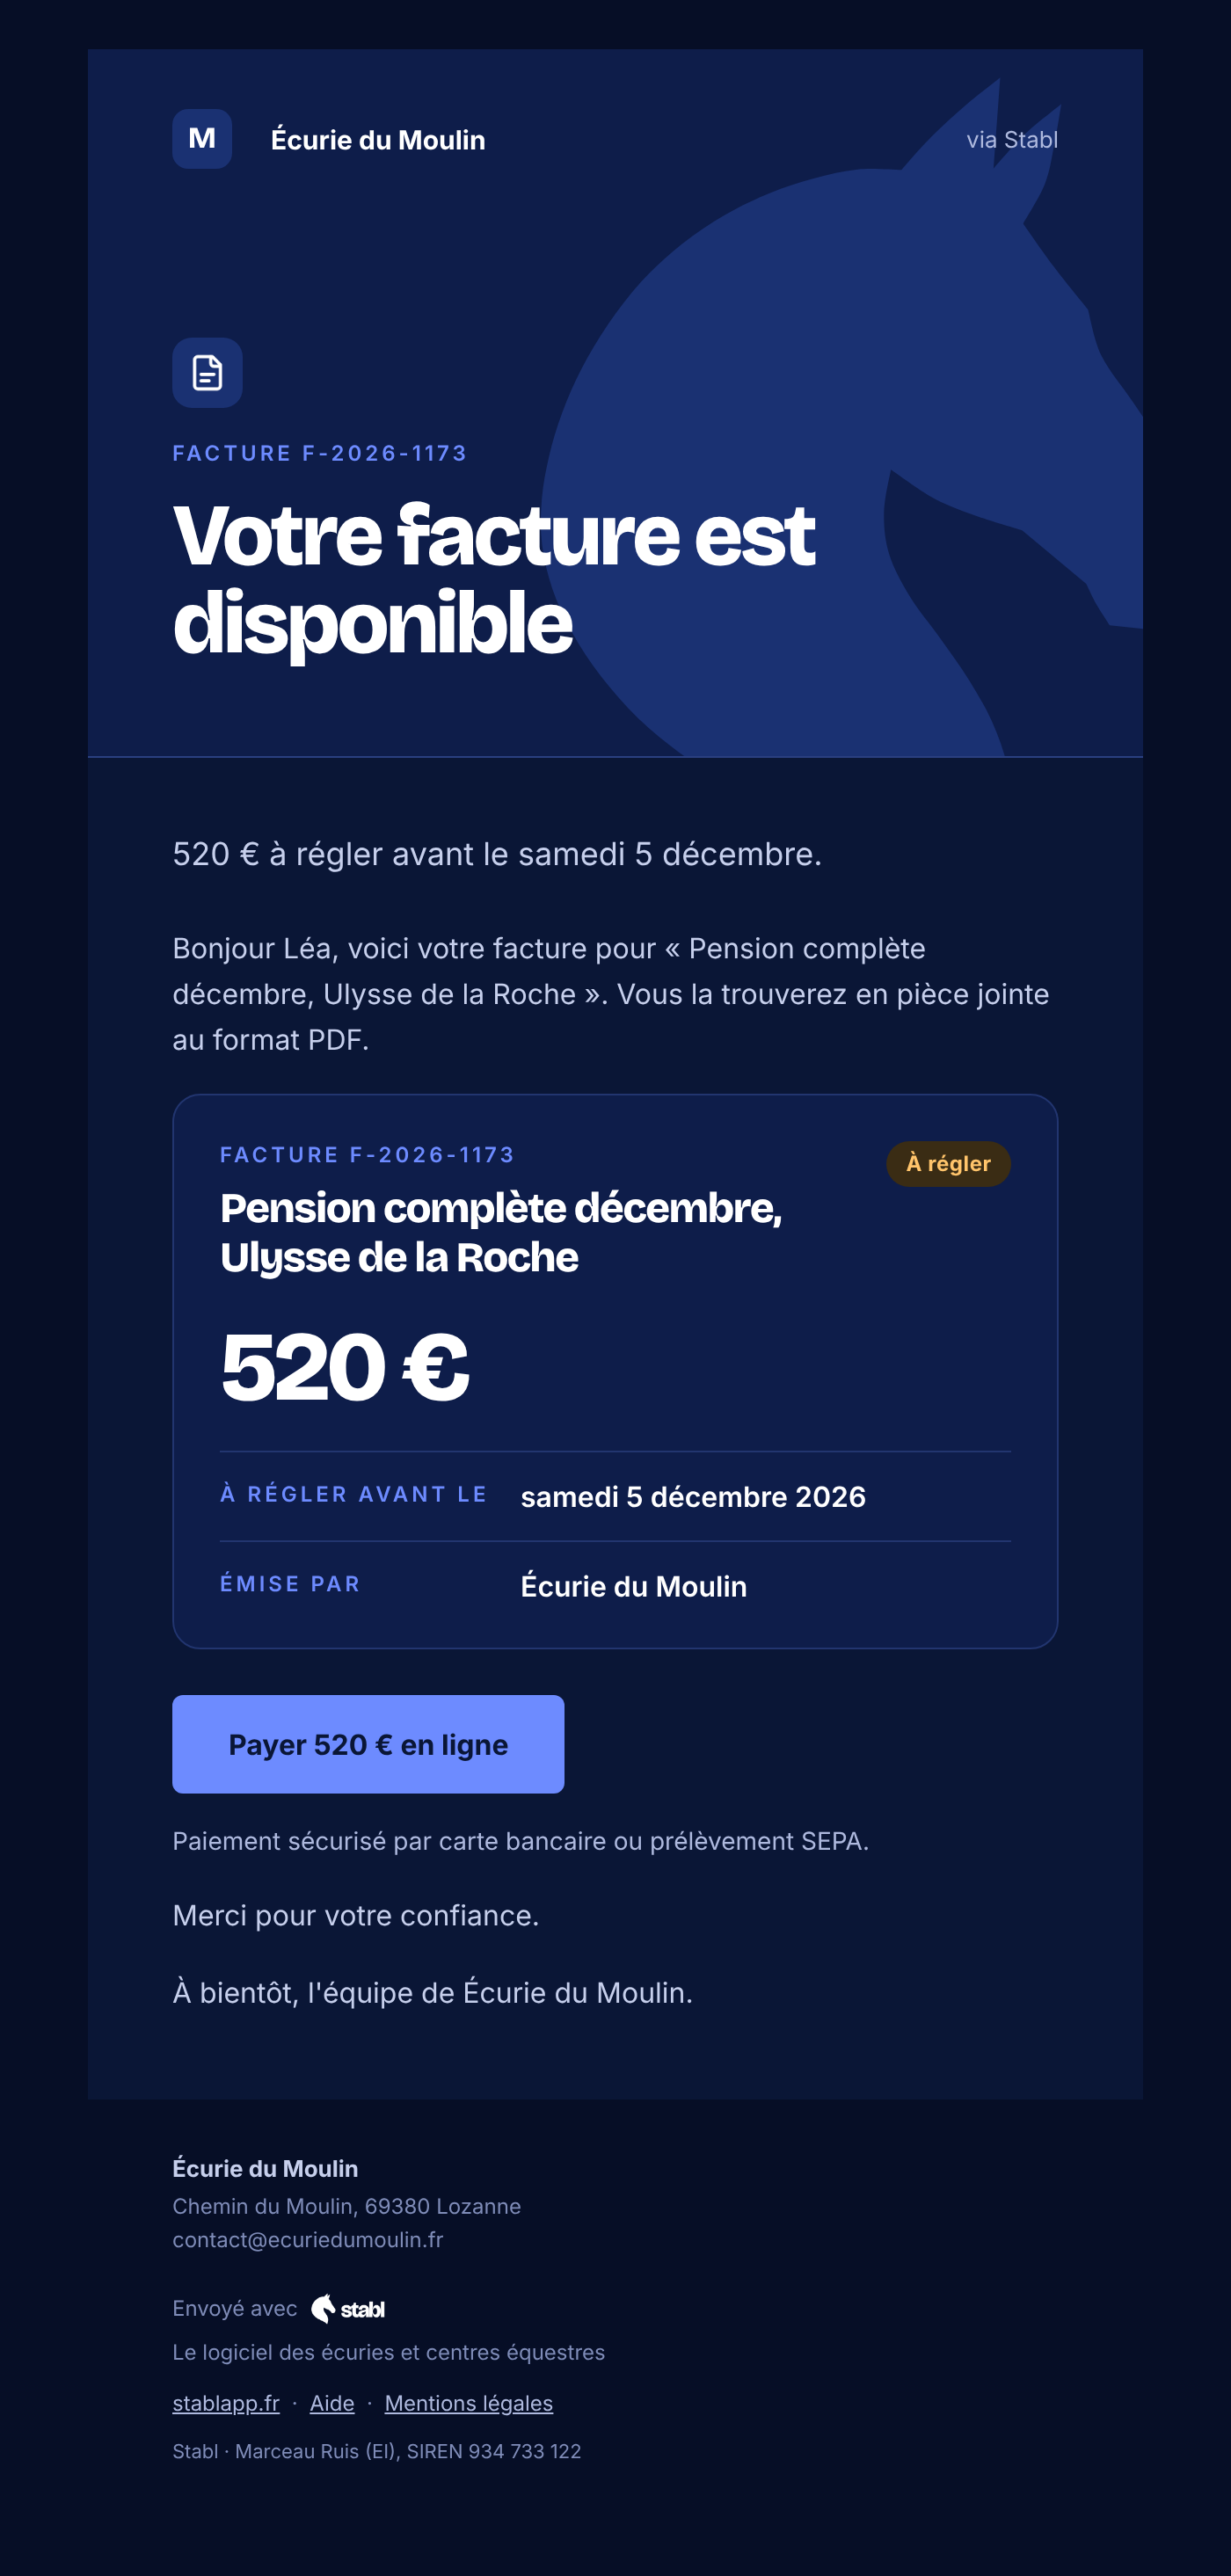 M
Écurie du Moulin
via Stabl
FACTURE F-2026-1173
Votre facture est
disponible
520 € à régler avant le samedi 5 décembre.
Bonjour Léa, voici votre facture pour « Pension complète
décembre, Ulysse de la Roche ». Vous la trouverez en pièce jointe
au format PDF.
FACTURE F-2026-1173
À régler
Pension complète décembre,
Ulysse de la Roche
520 €
À RÉGLER AVANT LE samedi 5 décembre 2026
ÉMISE PAR Écurie du Moulin
Payer 520 € en ligne
Paiement sécurisé par carte bancaire ou prélèvement SEPA.
Merci pour votre confiance.
À bientôt, l'équipe de Écurie du Moulin.
Écurie du Moulin
Chemin du Moulin, 69380 Lozanne
contact@ecuriedumoulin.fr
Envoyé avec stabl
Le logiciel des écuries et centres équestres
stablapp.fr · Aide · Mentions légales
Stabl · Marceau Ruis (EI), SIREN 934 733 122